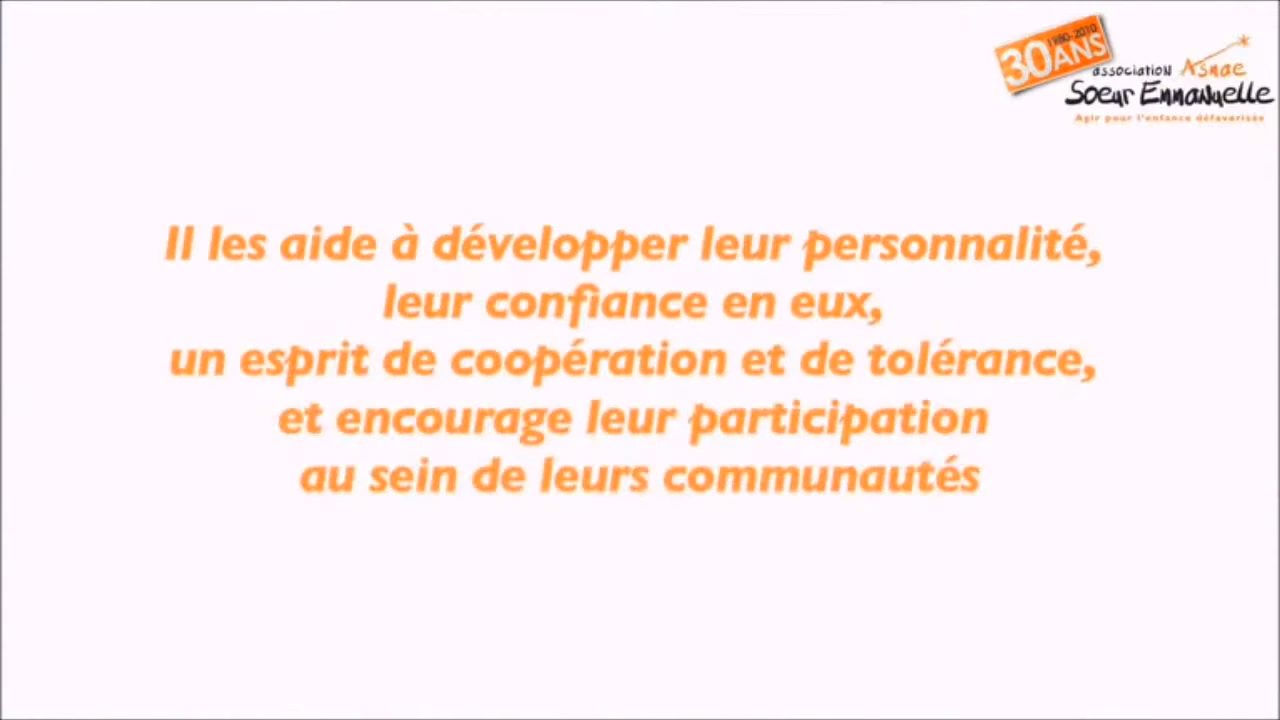 30 ANS
1980-2010
association Asmae
Soeur Emmanuelle
Agir pour l'enfance défavorisée
Il les aide à développer leur personnalité,
leur confiance en eux,
un esprit de coopération et de tolérance,
et encourage leur participation
au sein de leurs communautés